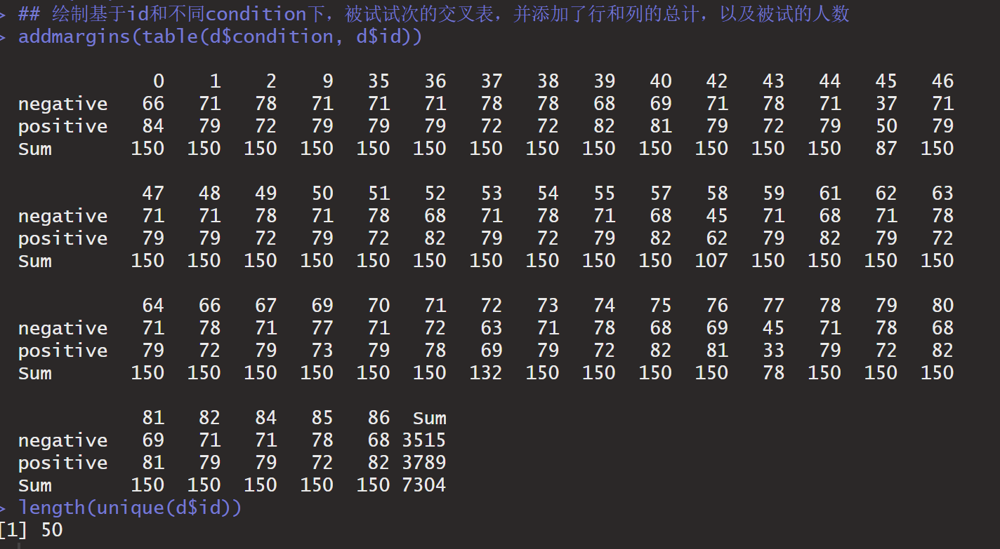 > ## 绘制基于id和不同condition下，被试试次的交叉表，并添加了行和列的总计，以及被试的人数
> addmargins(table(d$condition, d$id))
0 1 2 9 35 36 37 38 39 40 42 43 44 45 46
negative 66 71 78 71 71 71 78 78 68 69 71 78 71 37 71
positive 84 79 72 79 79 79 72 72 82 81 79 72 79 50 79
Sum 150 150 150 150 150 150 150 150 150 150 150 150 150 87 150
47 48 49 50 51 52 53 54 55 57 58 59 61 62 63
negative 71 71 78 71 78 68 71 78 71 68 45 71 68 71 78
positive 79 79 72 79 72 82 79 72 79 82 62 79 82 79 72
Sum 150 150 150 150 150 150 150 150 150 150 107 150 150 150 150
64 66 67 69 70 71 72 73 74 75 76 77 78 79 80
negative 71 78 71 77 71 72 63 71 78 68 69 45 71 78 68
positive 79 72 79 73 79 78 69 79 72 82 81 33 79 72 82
Sum 150 150 150 150 150 150 132 150 150 150 150 78 150 150 150
81 82 84 85 86 Sum
negative 69 71 71 78 68 3515
positive 81 79 79 72 82 3789
Sum 150 150 150 150 150 7304
> length(unique(d$id))
[1] 50